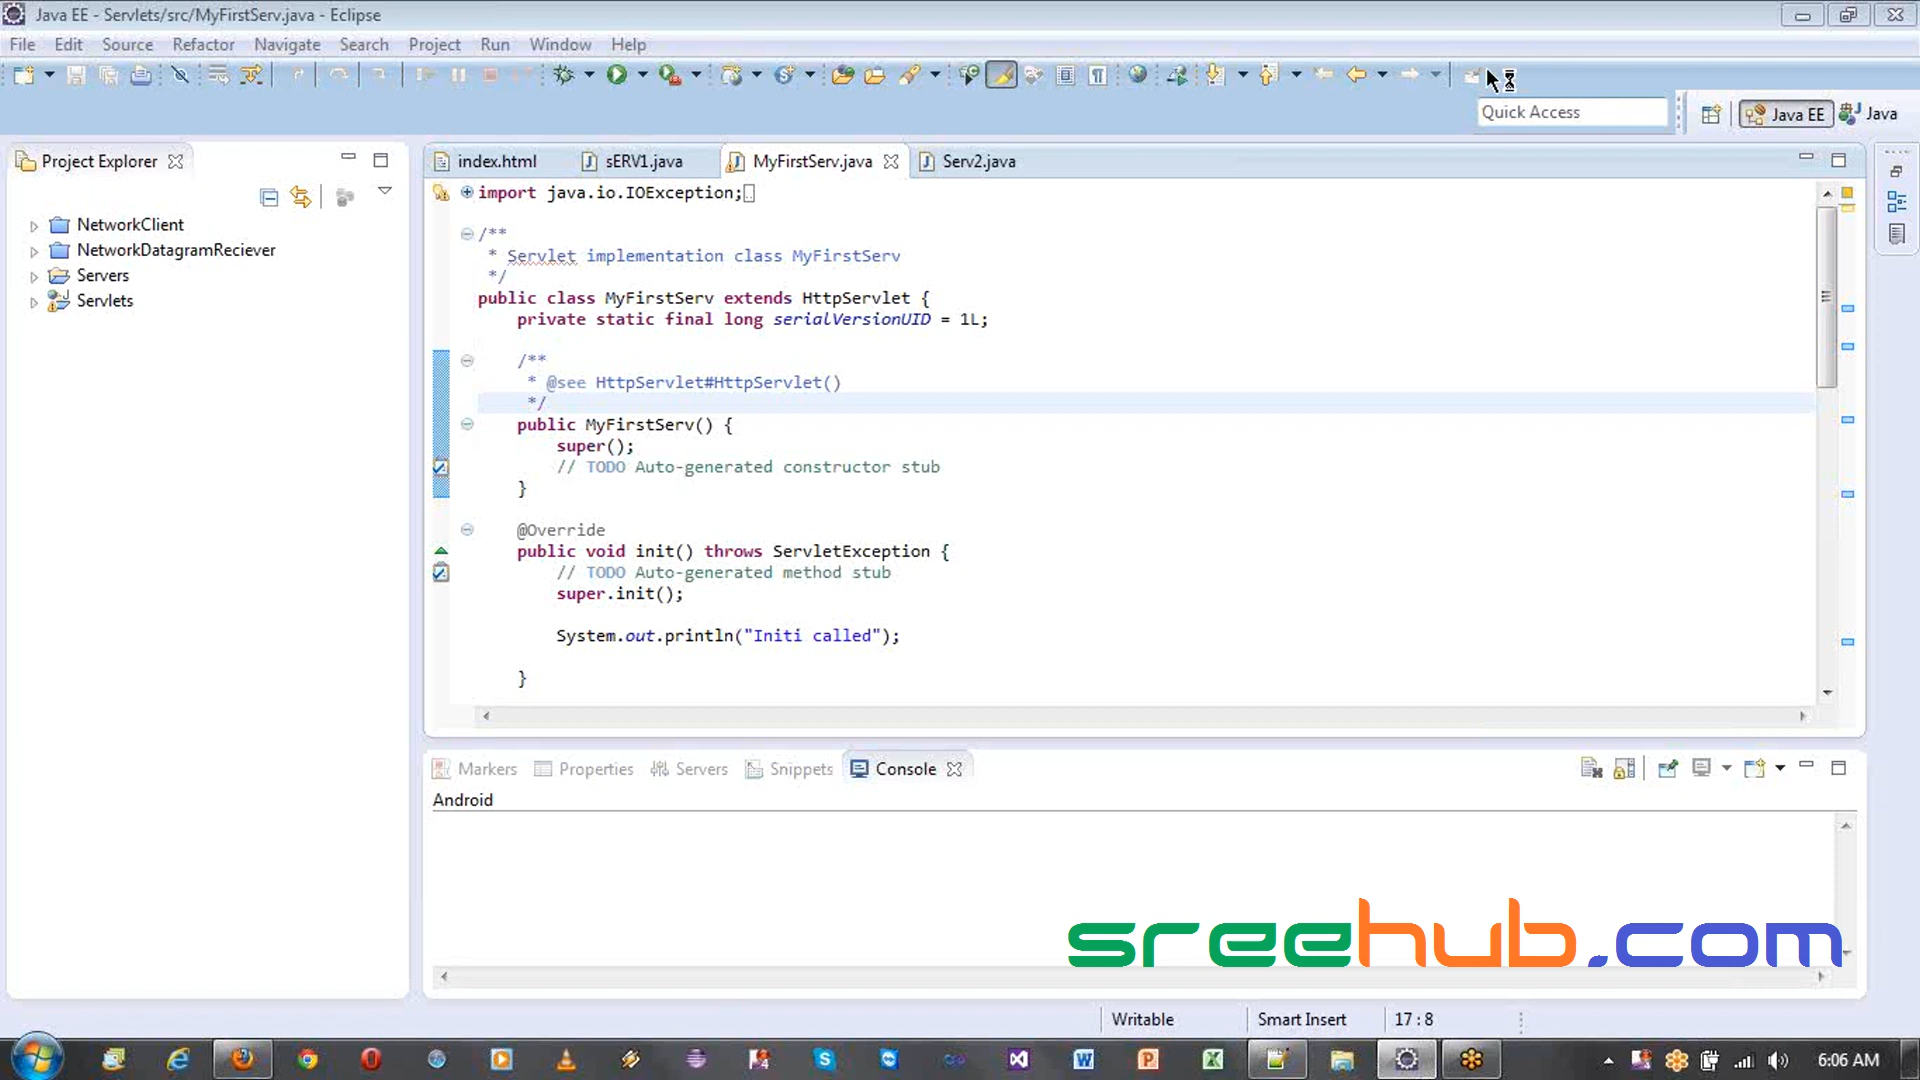 Java EE - Servlets/src/MyFirstServ.java - Eclipse
File Edit Source Refactor Navigate Search Project Run Window Help
Quick Access
Java EE
Java
Project Explorer
NetworkClient
NetworkDatagramReciever
Servers
Servlets
index.html
sERV1.java
MyFirstServ.java
Serv2.java
import java.io.IOException;
/**
* Servlet implementation class MyFirstServ
*/
public class MyFirstServ extends HttpServlet {
private static final long serialVersionUID = 1L;
/**
* @see HttpServlet#HttpServlet()
*/
public MyFirstServ() {
super();
// TODO Auto-generated constructor stub
}
@Override
public void init() throws ServletException {
// TODO Auto-generated method stub
super.init();
System.out.println("Initi called");
}
Markers
Properties
Servers
Snippets
Console
Android
sreehub.com
Writable
Smart Insert
17 : 8
6:06 AM